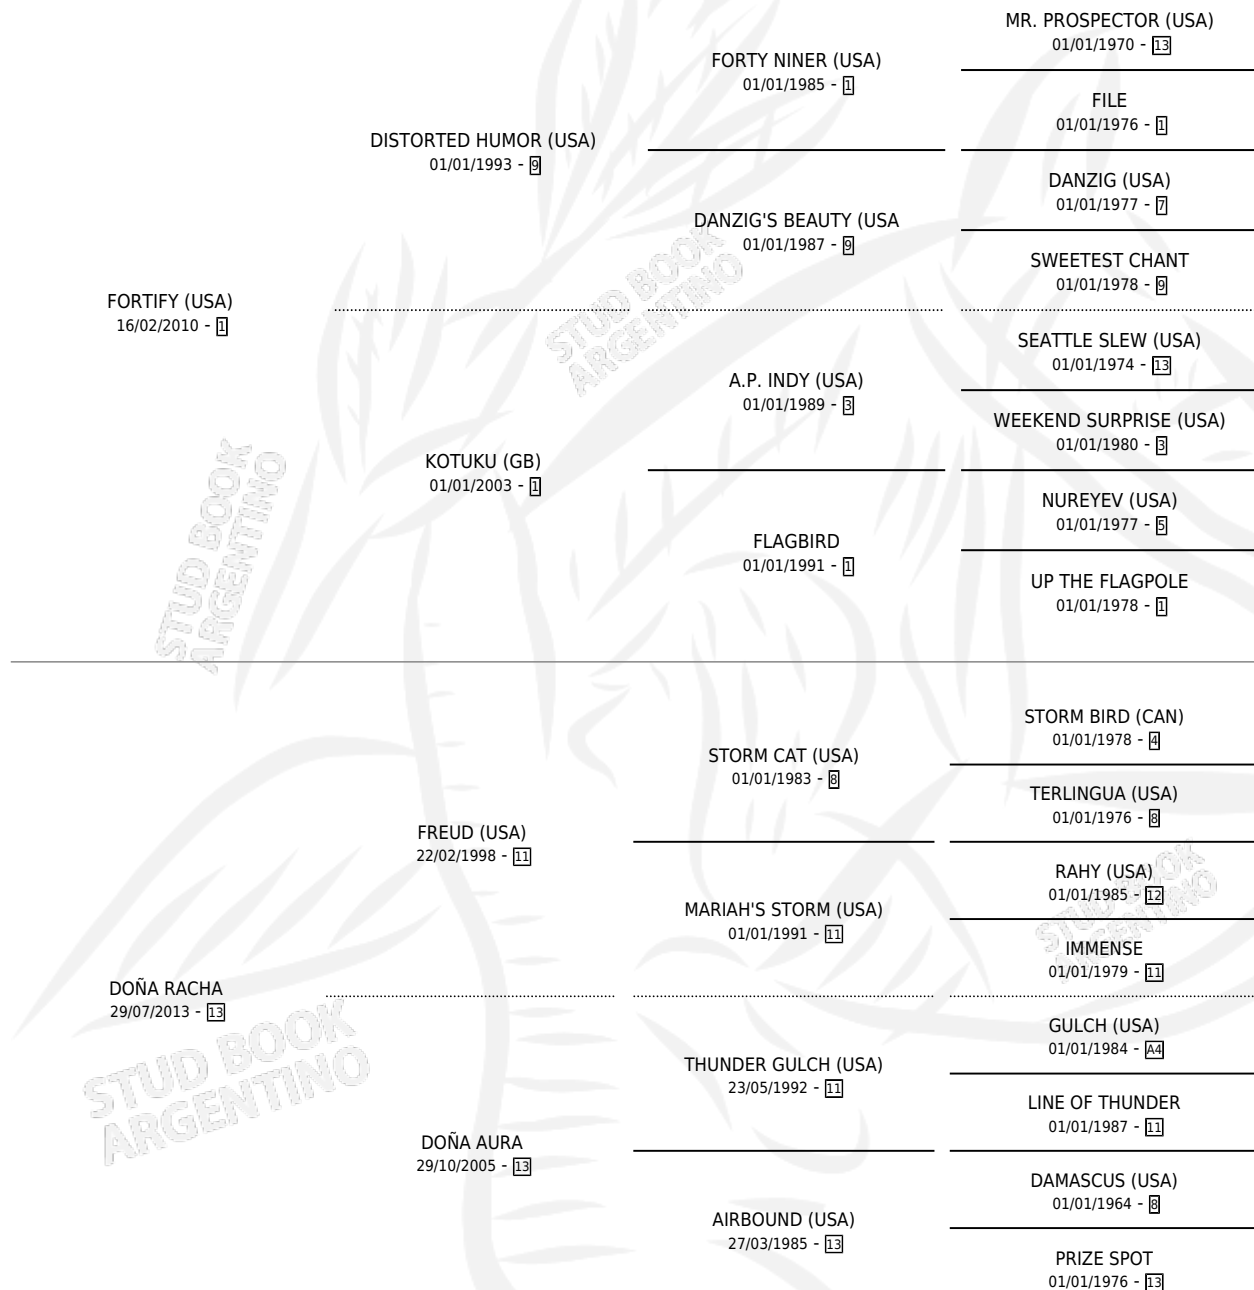 MR. PROSPECTOR (USA)
01/01/1970 - 13
FORTY NINER (USA)
01/01/1985 - 1
FILE
01/01/1976 - 1
DISTORTED HUMOR (USA)
01/01/1993 - 9
DANZIG (USA)
01/01/1977 - 7
DANZIG'S BEAUTY (USA
01/01/1987 - 9
SWEETEST CHANT
01/01/1978 - 9
STUD BOOK
ARGENTINO
FORTIFY (USA)
16/02/2010 - 1
SEATTLE SLEW (USA)
01/01/1974 - 13
A.P. INDY (USA)
01/01/1989 - 3
WEEKEND SURPRISE (USA)
01/01/1980 - 3
KOTUKU (GB)
01/01/2003 - 1
NUREYEV (USA)
01/01/1977 - 5
FLAGBIRD
01/01/1991 - 1
UP THE FLAGPOLE
01/01/1978 - 1
STUD BOOK
ARGENTINO
STORM BIRD (CAN)
01/01/1978 - 4
STORM CAT (USA)
01/01/1983 - 8
TERLINGUA (USA)
01/01/1976 - 8
FREUD (USA)
22/02/1998 - 11
RAHY (USA)
01/01/1985 - 12
MARIAH'S STORM (USA)
01/01/1991 - 11
IMMENSE
01/01/1979 - 11
STUD BOOK
ARGENTINO
DOÑA RACHA
29/07/2013 - 13
GULCH (USA)
01/01/1984 - A4
THUNDER GULCH (USA)
23/05/1992 - 11
LINE OF THUNDER
01/01/1987 - 11
STUD BOOK
ARGENTINO
DOÑA AURA
29/10/2005 - 13
DAMASCUS (USA)
01/01/1964 - 8
AIRBOUND (USA)
27/03/1985 - 13
PRIZE SPOT
01/01/1976 - 13